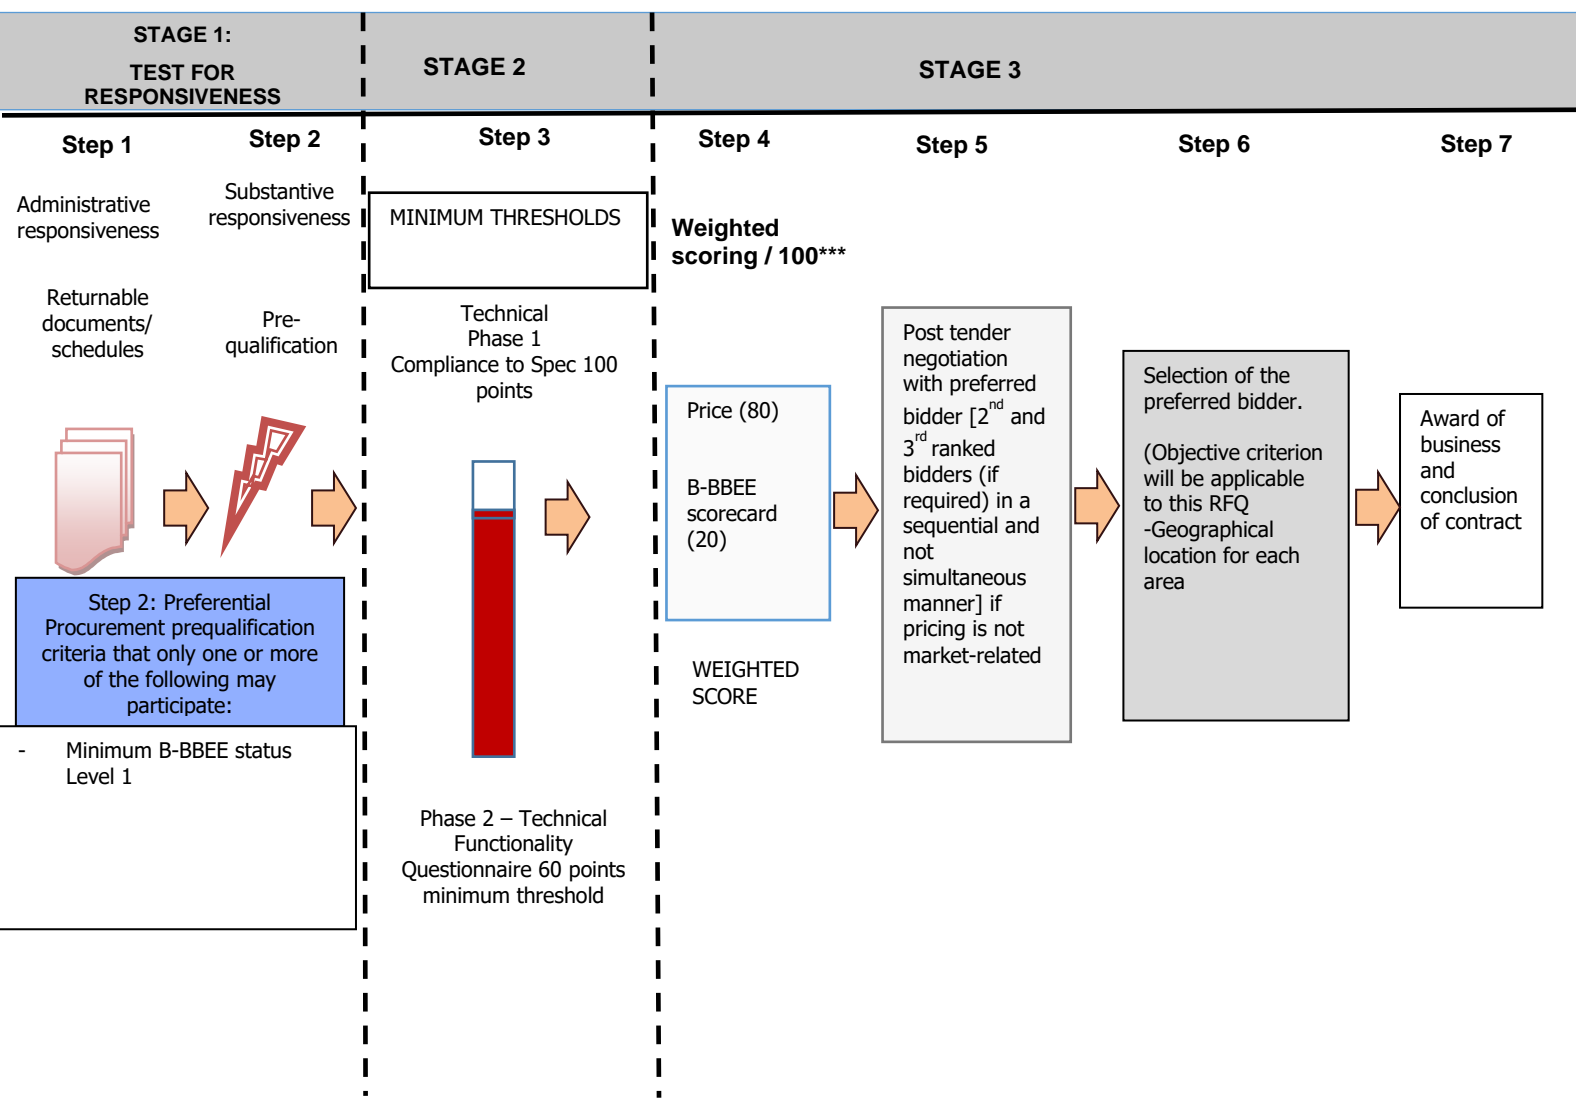 STAGE 1:
TEST FOR
RESPONSIVENESS
STAGE 2
STAGE 3
Step 1
Step 2
Step 3
Step 4
Step 5
Step 6
Step 7
Administrative
responsiveness
Returnable
documents/
schedules
Substantive
responsiveness
Pre-
qualification
Step 2: Preferential
Procurement prequalification
criteria that only one or more
of the following may
participate:
- Minimum B-BBEE status
Level 1
MINIMUM THRESHOLDS
Technical
Phase 1
Compliance to Spec 100
points
Phase 2 – Technical
Functionality
Questionnaire 60 points
minimum threshold
Weighted
scoring / 100***
Price (80)
B-BBEE
scorecard
(20)
WEIGHTED
SCORE
Post tender
negotiation
with preferred
bidder [2nd and
3rd ranked
bidders (if
required) in a
sequential and
not
simultaneous
manner] if
pricing is not
market-related
Selection of the
preferred bidder.
(Objective criterion
will be applicable
to this RFQ
-Geographical
location for each
area
Award of
business
and
conclusion
of contract